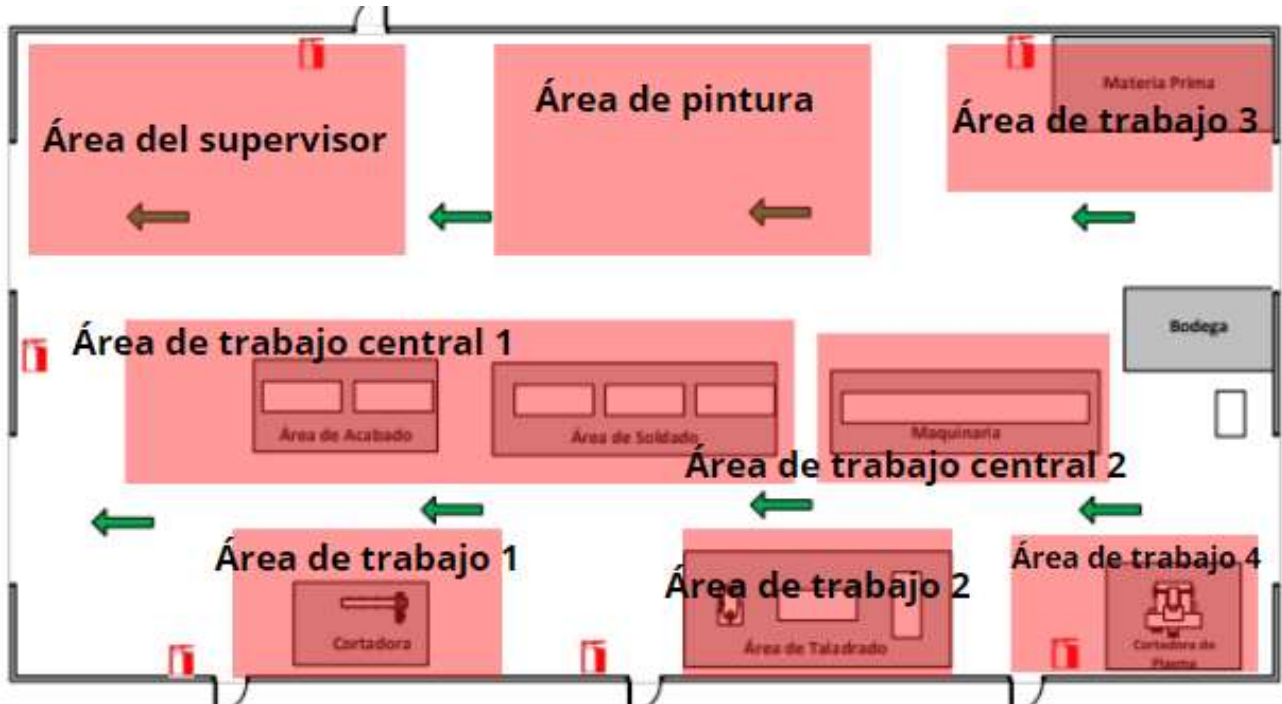 Área del supervisor
Área de pintura
Materia Prima
Área de trabajo 3
Bodega
Área de trabajo central 1
Área de Acabado
Área de Soldado
Maquinaria
Área de trabajo central 2
Área de trabajo 1
Área de trabajo 2
Área de trabajo 4
Cortadora
Área de Taladrado
Cortadora de
Plasma